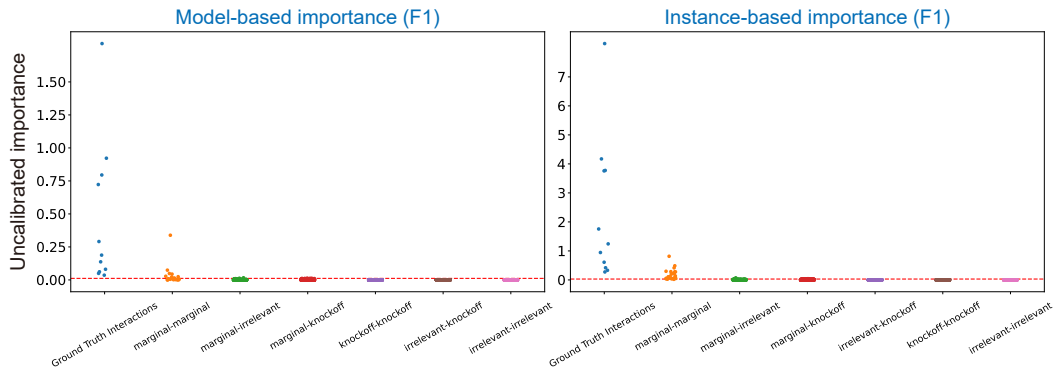 Model-based importance (F1)
Uncalibrated importance
1.50
1.25
1.00
0.75
0.50
0.25
0.00
Ground Truth Interactions
marginal-marginal
marginal-irrelevant
marginal-knockoff
knockoff-knockoff
irrelevant-knockoff
irrelevant-irrelevant
Instance-based importance (F1)
7
6
5
4
3
2
1
0
Ground Truth Interactions
marginal-marginal
marginal-irrelevant
marginal-knockoff
irrelevant-knockoff
knockoff-knockoff
irrelevant-irrelevant